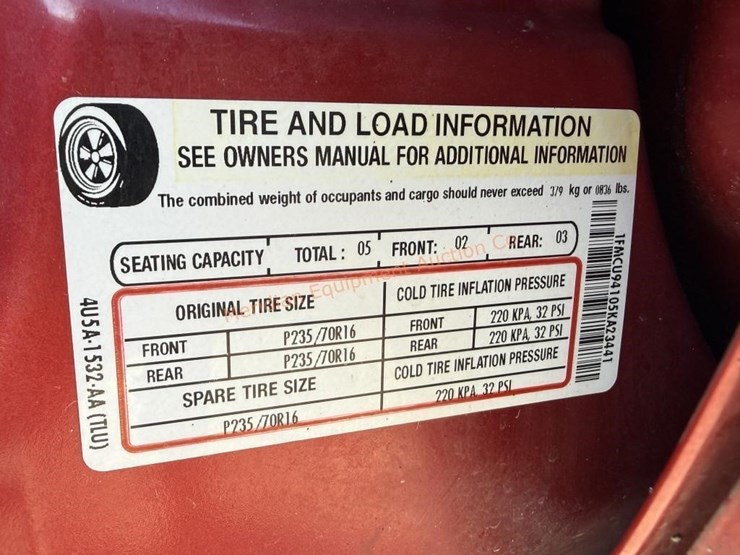 TIRE AND LOAD INFORMATION
SEE OWNERS MANUAL FOR ADDITIONAL INFORMATION
The combined weight of occupants and cargo should never exceed 379 kg or 0836 lbs.
SEATING CAPACITY TOTAL: 05 FRONT: 02 REAR: 03
ORIGINAL TIRE SIZE COLD TIRE INFLATION PRESSURE
FRONT P235/70R16 FRONT 220 KPA, 32 PSI
REAR P235/70R16 REAR 220 KPA, 32 PSI
SPARE TIRE SIZE COLD TIRE INFLATION PRESSURE
P235/70R16 220 KPA, 32 PSI
4U5A-1532-AA (TLU)
1FMCU94105KA23441
Equipment Auction Co